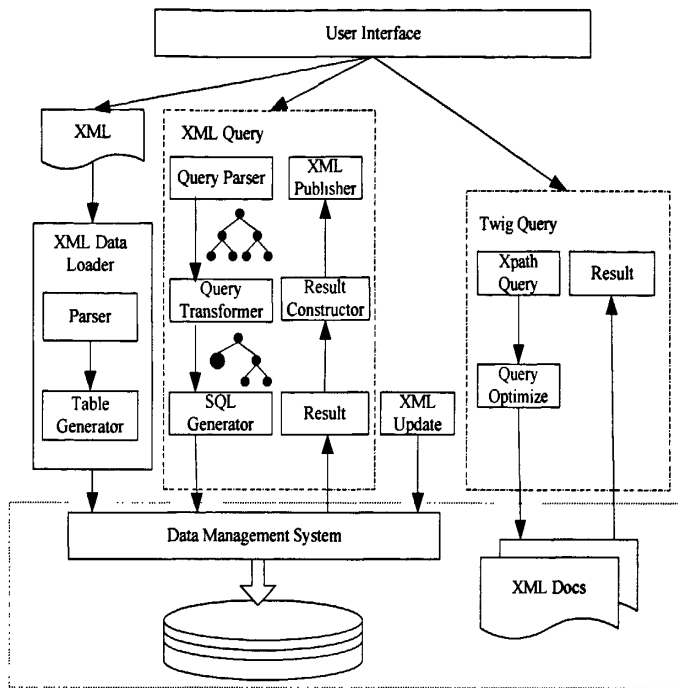 User Interface
XML
XML Data
Loader
Parser
Table
Generator
XML Query
Query Parser
Query
Transformer
SQL
Generator
XML
Publisher
Result
Constructor
Result
XML
Update
Twig Query
Xpath
Query
Query
Optimize
Result
Data Management System
XML Docs